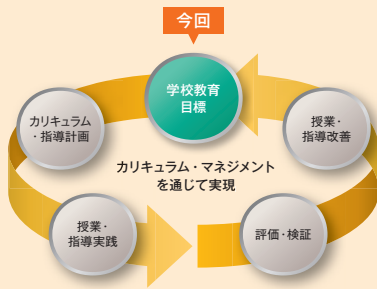 今回
学校教育
目標
カリキュラム
・指導計画
授業・
指導改善
カリキュラム・マネジメント
を通じて実現
授業・
指導実践
評価・検証